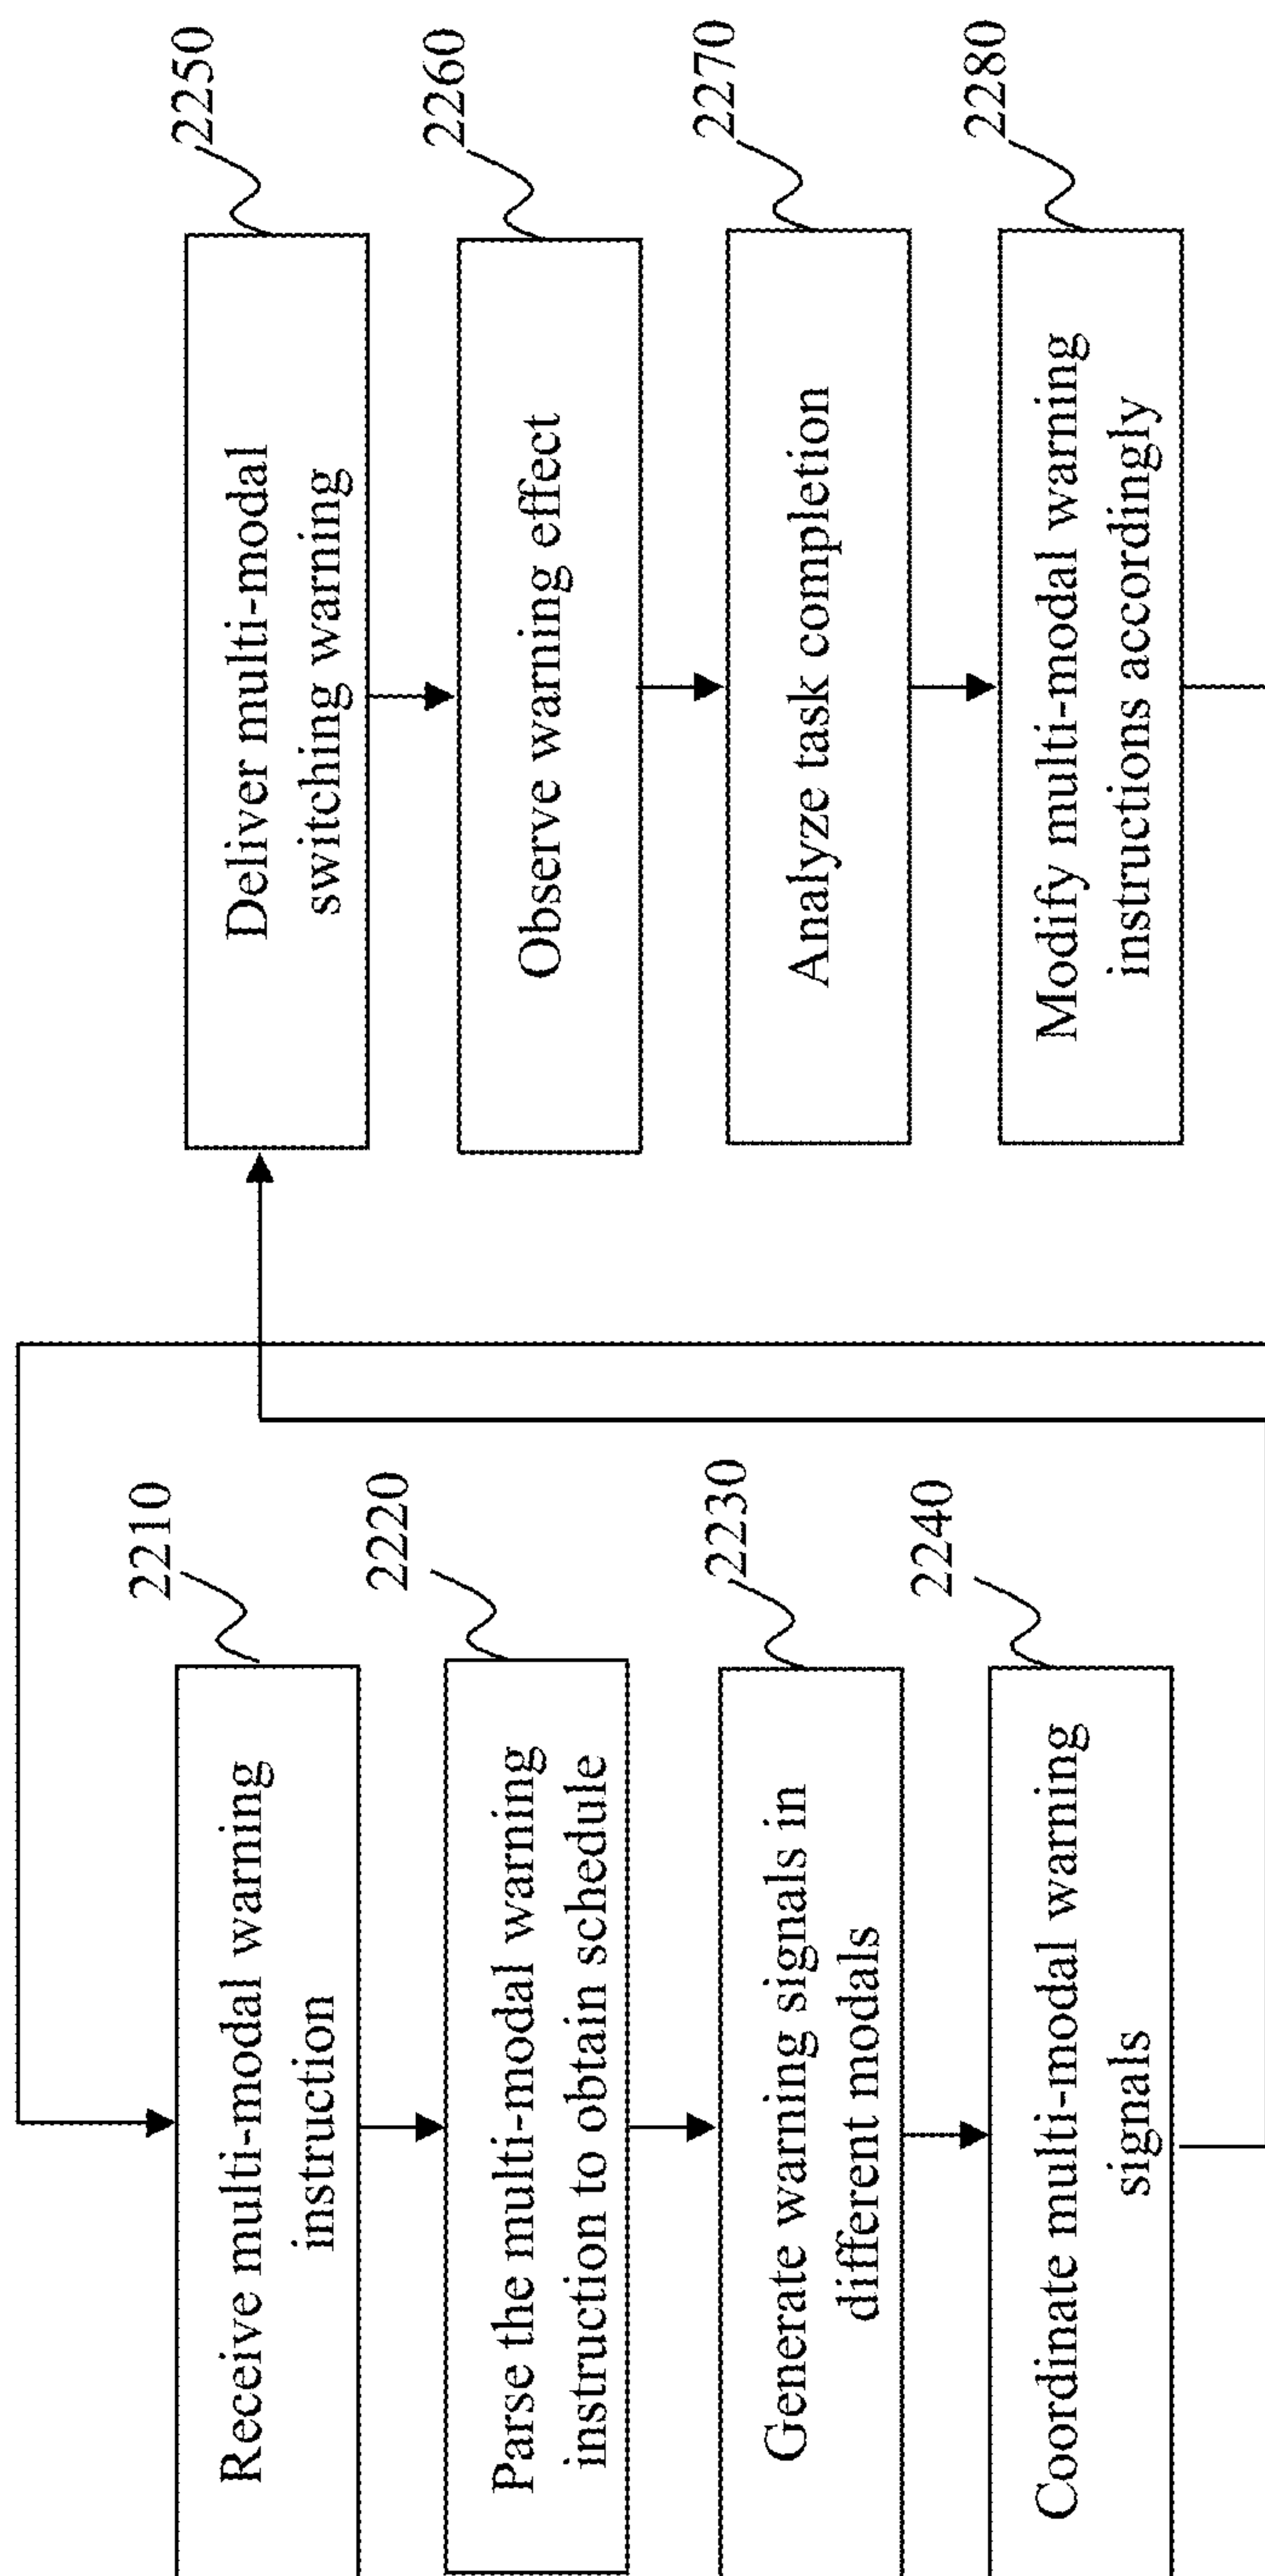 Receive multi-modal warning
instruction
2210
Parse the multi-modal warning
instruction to obtain schedule
2220
Generate warning signals in
different modals
2230
Coordinate multi-modal warning
signals
2240
Deliver multi-modal
switching warning
2250
Observe warning effect
2260
Analyze task completion
2270
Modify multi-modal warning
instructions accordingly
2280